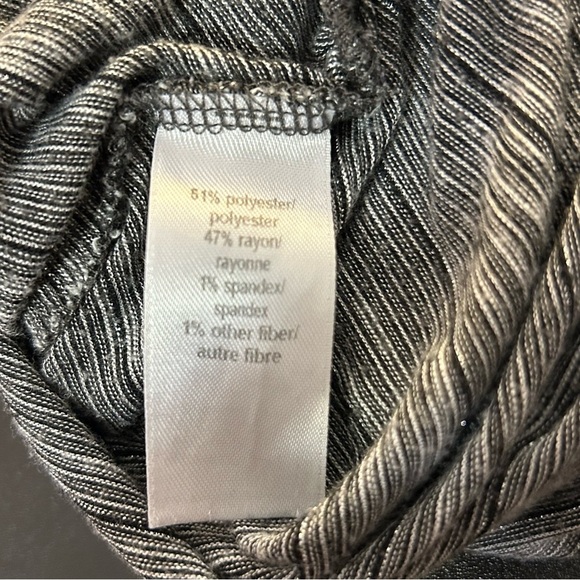 51% polyester/
polyester
47% rayon/
rayonne
1% spandex/
spandex
1% other fiber/
autre fibre